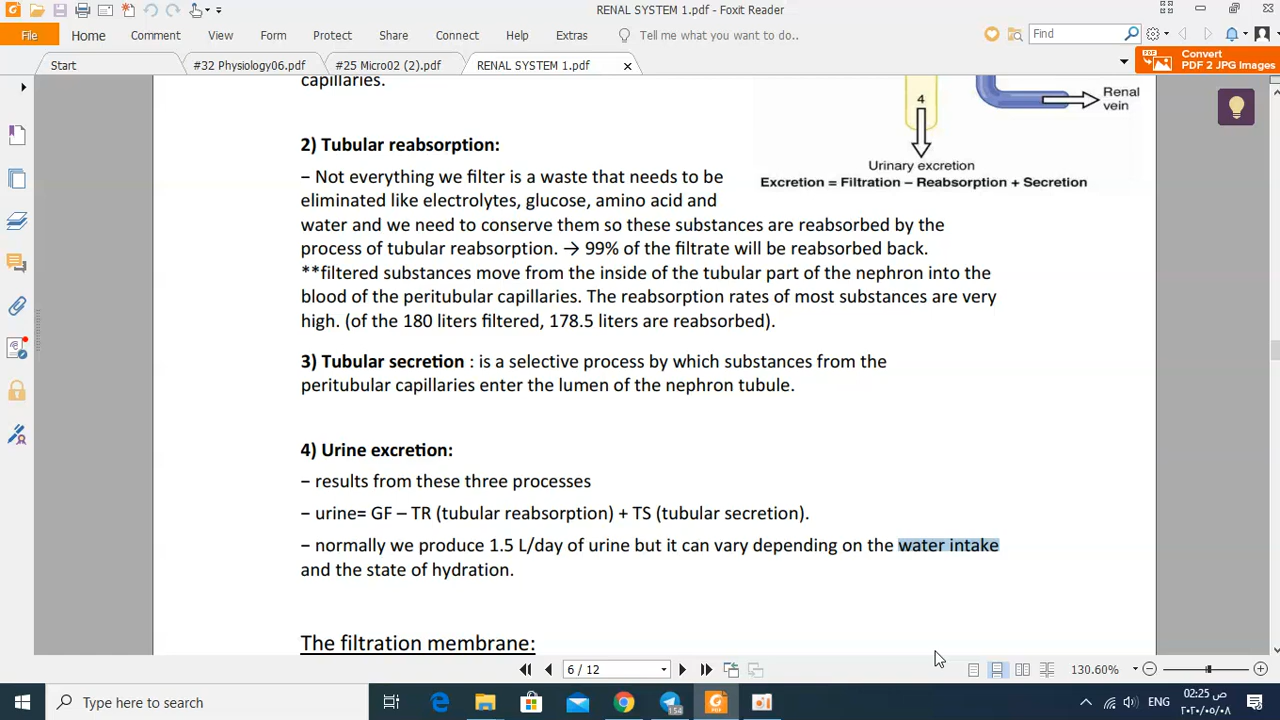 RENAL SYSTEM 1.pdf - Foxit Reader
File Home Comment View Form Protect Share Connect Help Extras Tell me what you want to do.. Find
Convert
PDF 2 JPG Images
Start #32 Physiology06.pdf #25 Micro02 (2).pdf RENAL SYSTEM 1.pdf ×
capillaries.
4
Renal
vein
Urinary excretion
Excretion = Filtration – Reabsorption + Secretion
2) Tubular reabsorption:
− Not everything we filter is a waste that needs to be
eliminated like electrolytes, glucose, amino acid and
water and we need to conserve them so these substances are reabsorbed by the
process of tubular reabsorption. → 99% of the filtrate will be reabsorbed back.
**filtered substances move from the inside of the tubular part of the nephron into the
blood of the peritubular capillaries. The reabsorption rates of most substances are very
high. (of the 180 liters filtered, 178.5 liters are reabsorbed).
3) Tubular secretion : is a selective process by which substances from the
peritubular capillaries enter the lumen of the nephron tubule.
4) Urine excretion:
− results from these three processes
− urine= GF – TR (tubular reabsorption) + TS (tubular secretion).
− normally we produce 1.5 L/day of urine but it can vary depending on the water intake
and the state of hydration.
The filtration membrane:
6 / 12 130.60%
Type here to search 154 ENG 02:25 ص
٢٠٢٠/٠٥/٠٨